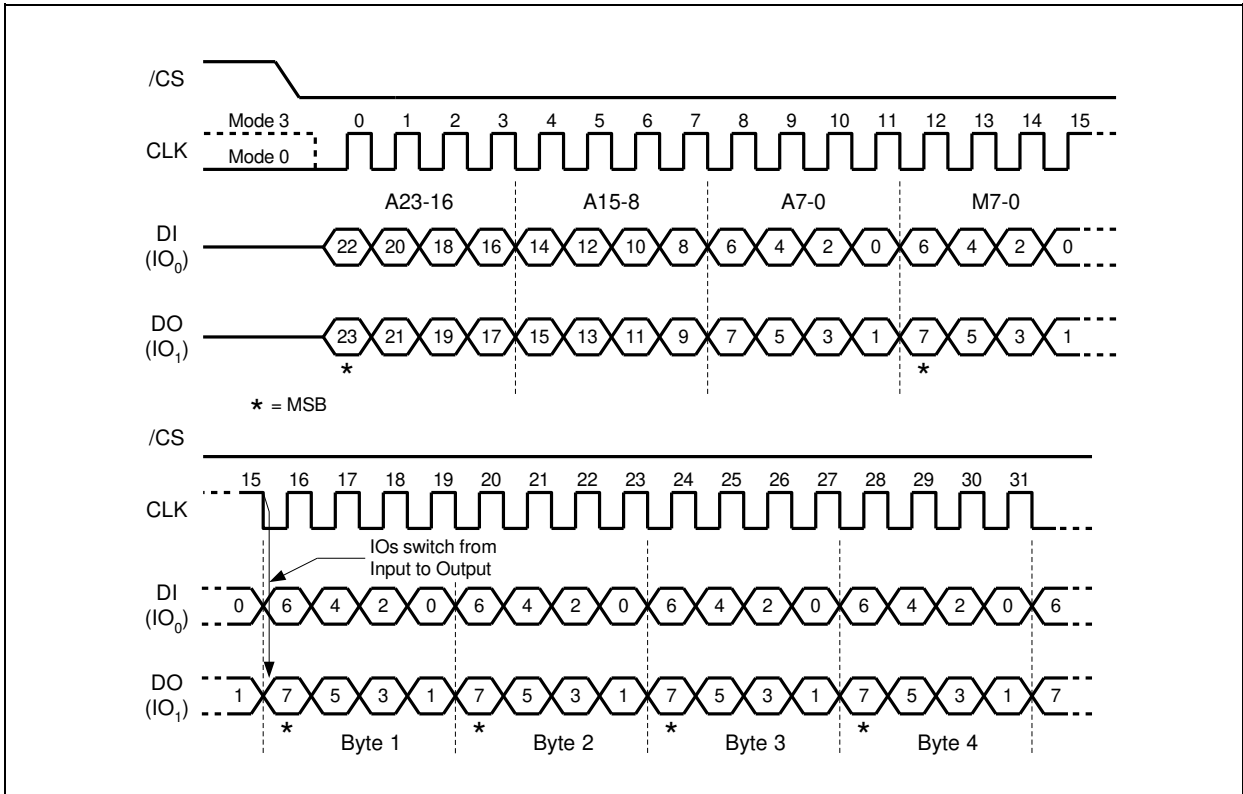 /CS
Mode 3 0 1 2 3 4 5 6 7 8 9 10 11 12 13 14 15
CLK
Mode 0
A23-16 A15-8 A7-0 M7-0
DI
(IO0)
22 20 18 16 14 12 10 8 6 4 2 0 6 4 2 0
DO
(IO1)
23 21 19 17 15 13 11 9 7 5 3 1 7 5 3 1
* *
* = MSB
/CS
15 16 17 18 19 20 21 22 23 24 25 26 27 28 29 30 31
CLK
IOs switch from
Input to Output
DI
(IO0)
0 6 4 2 0 6 4 2 0 6 4 2 0 6 4 2 0 6
DO
(IO1)
1 7 5 3 1 7 5 3 1 7 5 3 1 7 5 3 1 7
* * * *
Byte 1 Byte 2 Byte 3 Byte 4